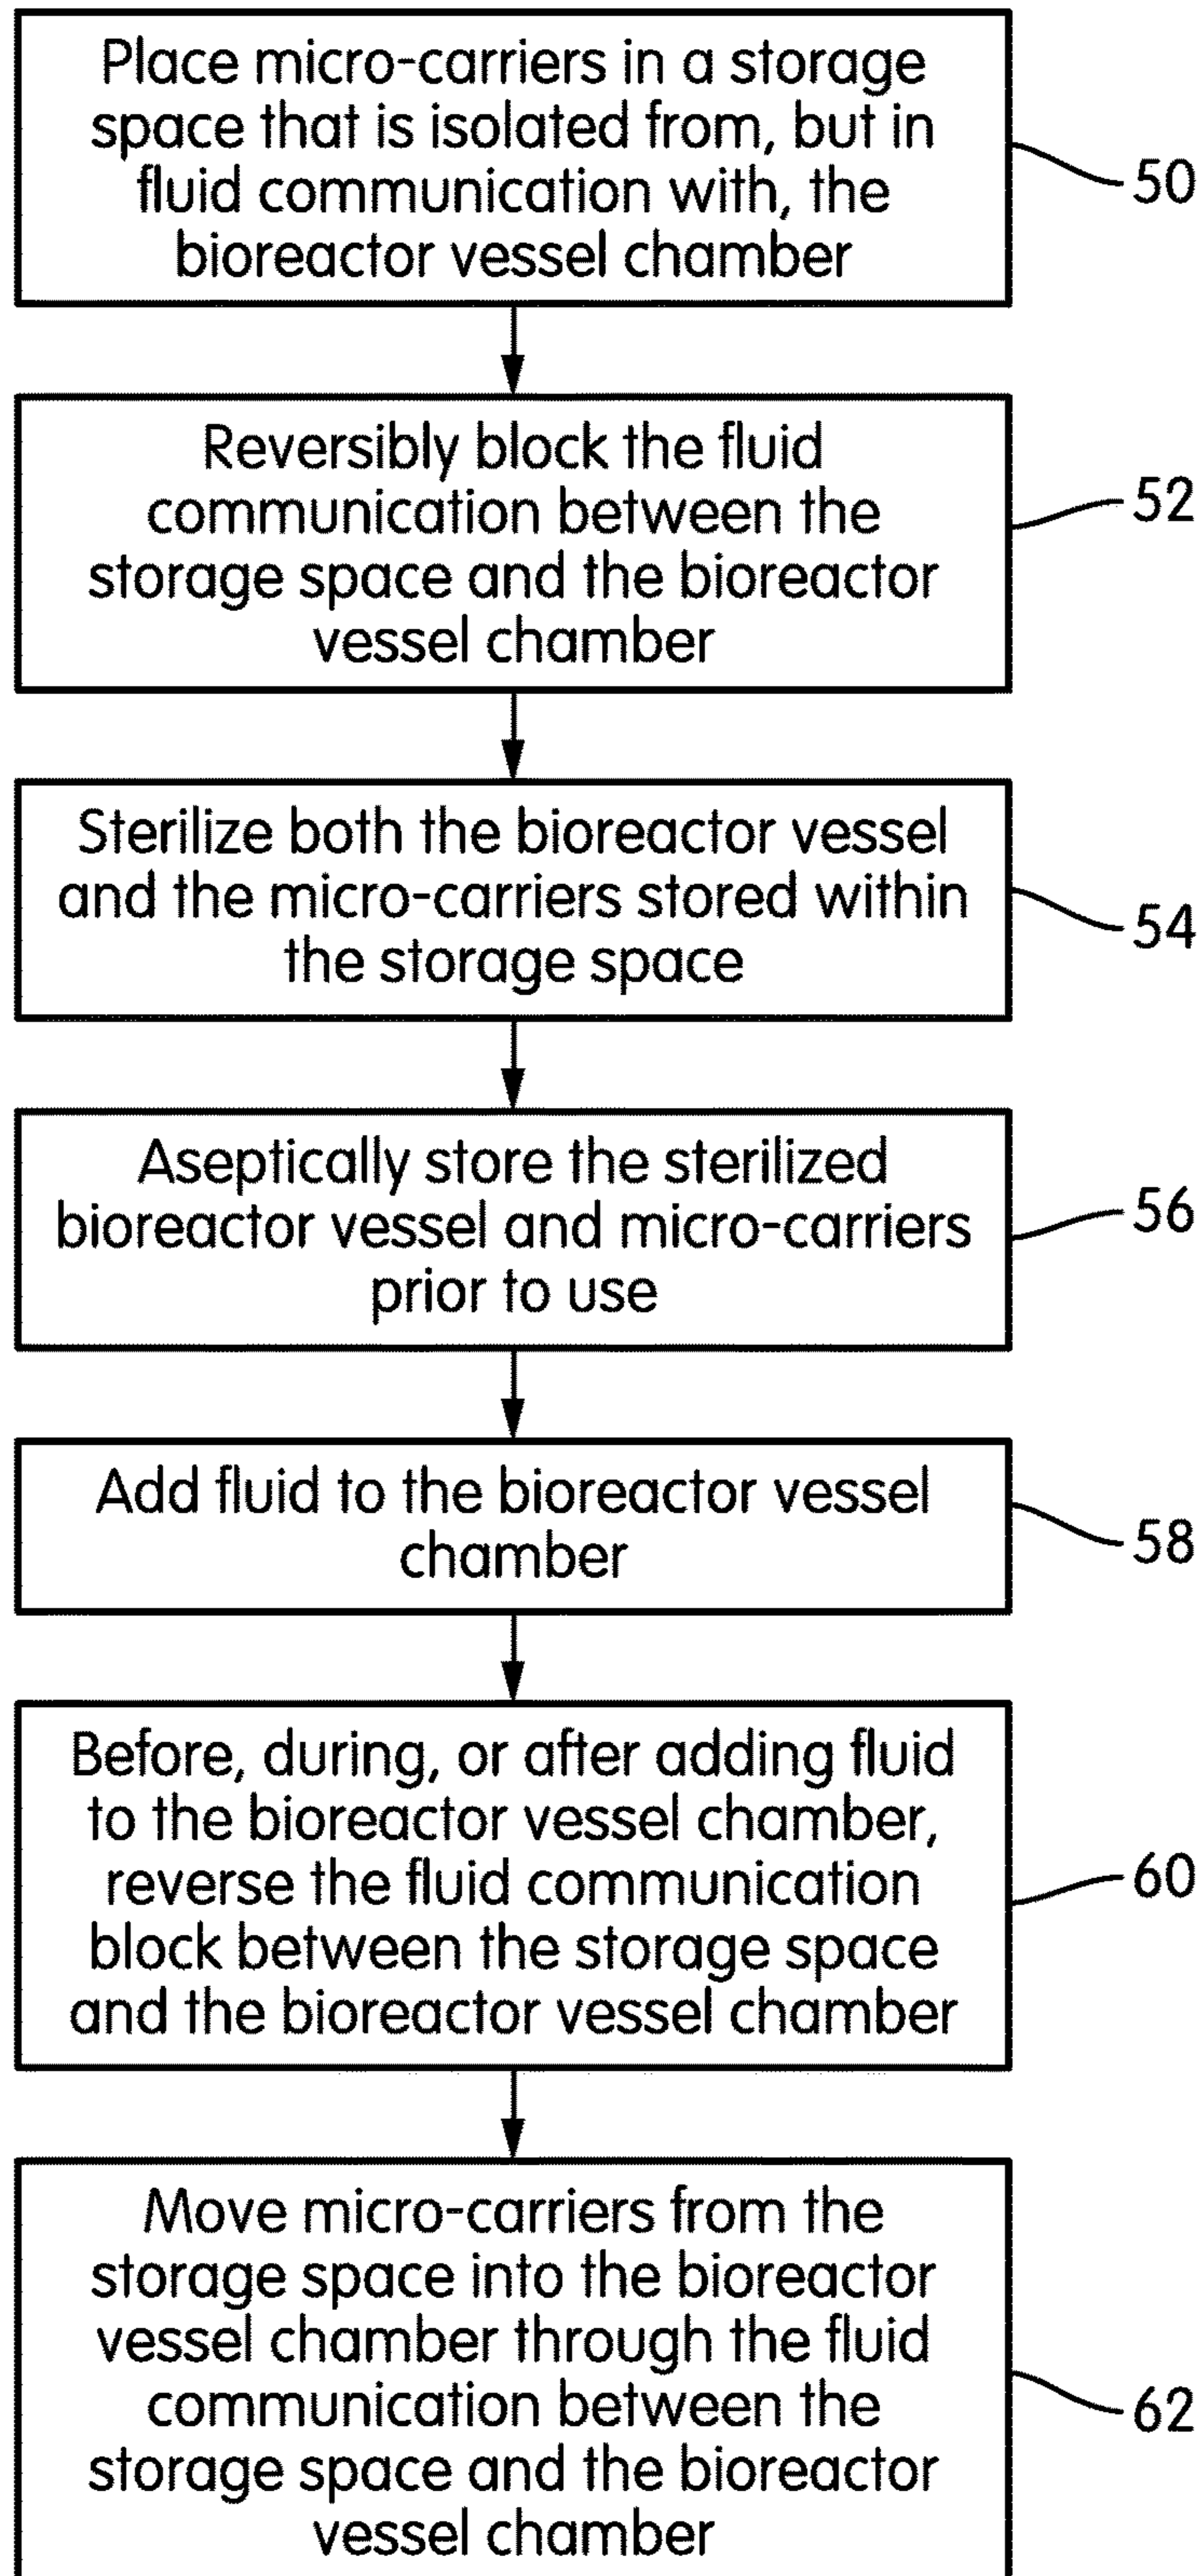 Place micro-carriers in a storage
space that is isolated from, but in
fluid communication with, the
bioreactor vessel chamber
50
Reversibly block the fluid
communication between the
storage space and the bioreactor
vessel chamber
52
Sterilize both the bioreactor vessel
and the micro-carriers stored within
the storage space
54
Aseptically store the sterilized
bioreactor vessel and micro-carriers
prior to use
56
Add fluid to the bioreactor vessel
chamber
58
Before, during, or after adding fluid
to the bioreactor vessel chamber,
reverse the fluid communication
block between the storage space
and the bioreactor vessel chamber
60
Move micro-carriers from the
storage space into the bioreactor
vessel chamber through the fluid
communication between the
storage space and the bioreactor
vessel chamber
62